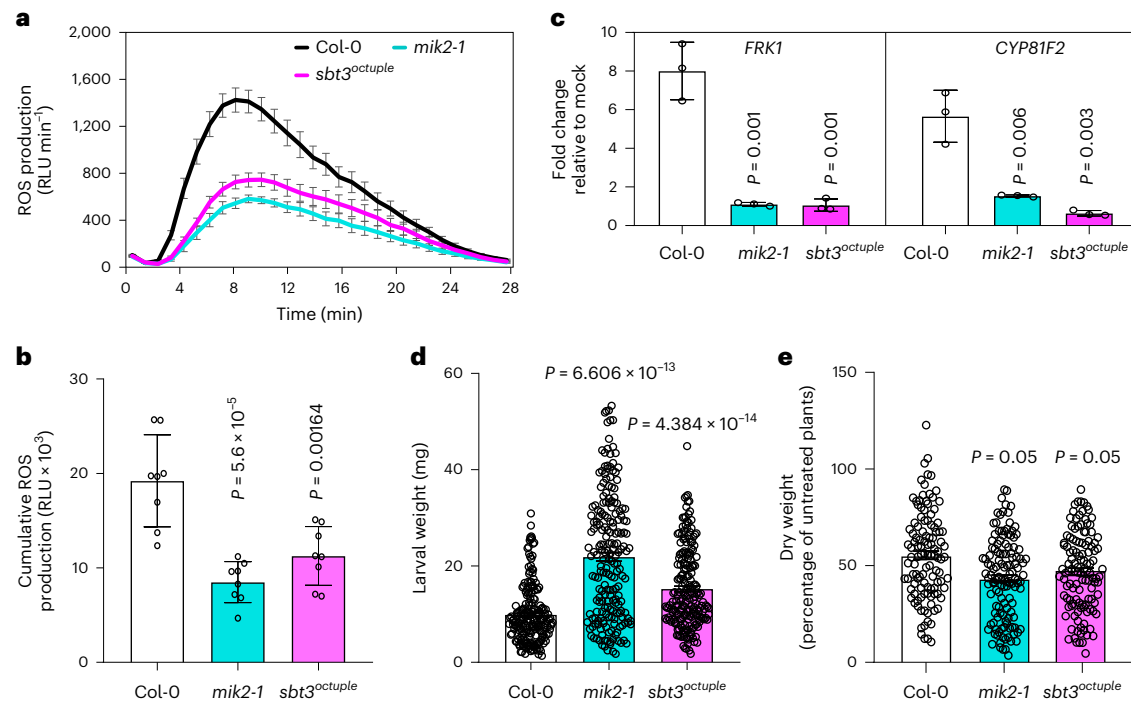 a
2,000
1,600
1,200
800
400
0
ROS production
(RLU min⁻¹)
Col-0
mik2-1
sbt3octuple
0
4
8
12
16
20
24
28
Time (min)
c
10
8
6
4
2
0
Fold change
relative to mock
FRK1
CYP81F2
P = 0.001
P = 0.001
P = 0.006
P = 0.003
Col-0
mik2-1
sbt3octuple
Col-0
mik2-1
sbt3octuple
b
30
20
10
0
Cumulative ROS
production (RLU × 10³)
P = 5.6 × 10⁻⁵
P = 0.00164
Col-0
mik2-1
sbt3octuple
d
60
40
20
0
Larval weight (mg)
P = 6.606 × 10⁻¹³
P = 4.384 × 10⁻¹⁴
Col-0
mik2-1
sbt3octuple
e
150
100
50
0
Dry weight
(percentage of untreated plants)
P = 0.05
P = 0.05
Col-0
mik2-1
sbt3octuple